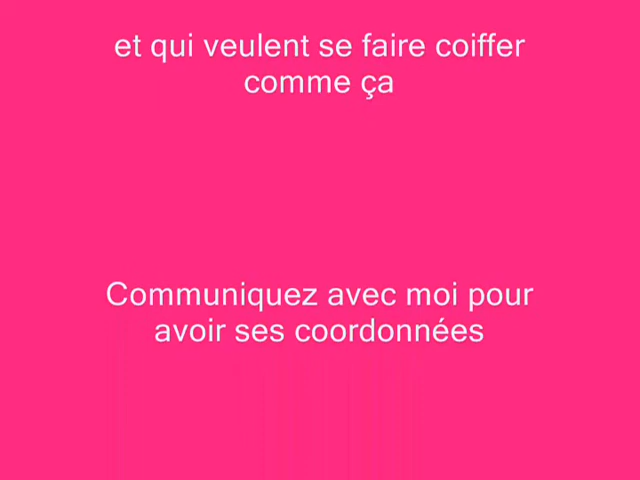 et qui veulent se faire coiffer
comme ça
Communiquez avec moi pour
avoir ses coordonnées